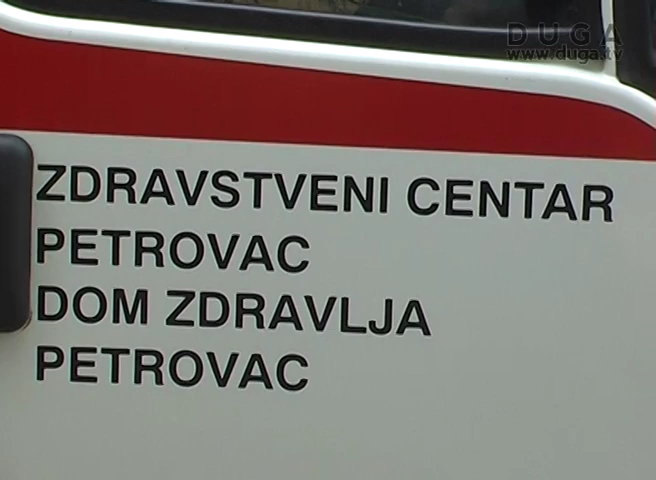 DUGA
www.duga.tv
ZDRAVSTVENI CENTAR
PETROVAC
DOM ZDRAVLJA
PETROVAC